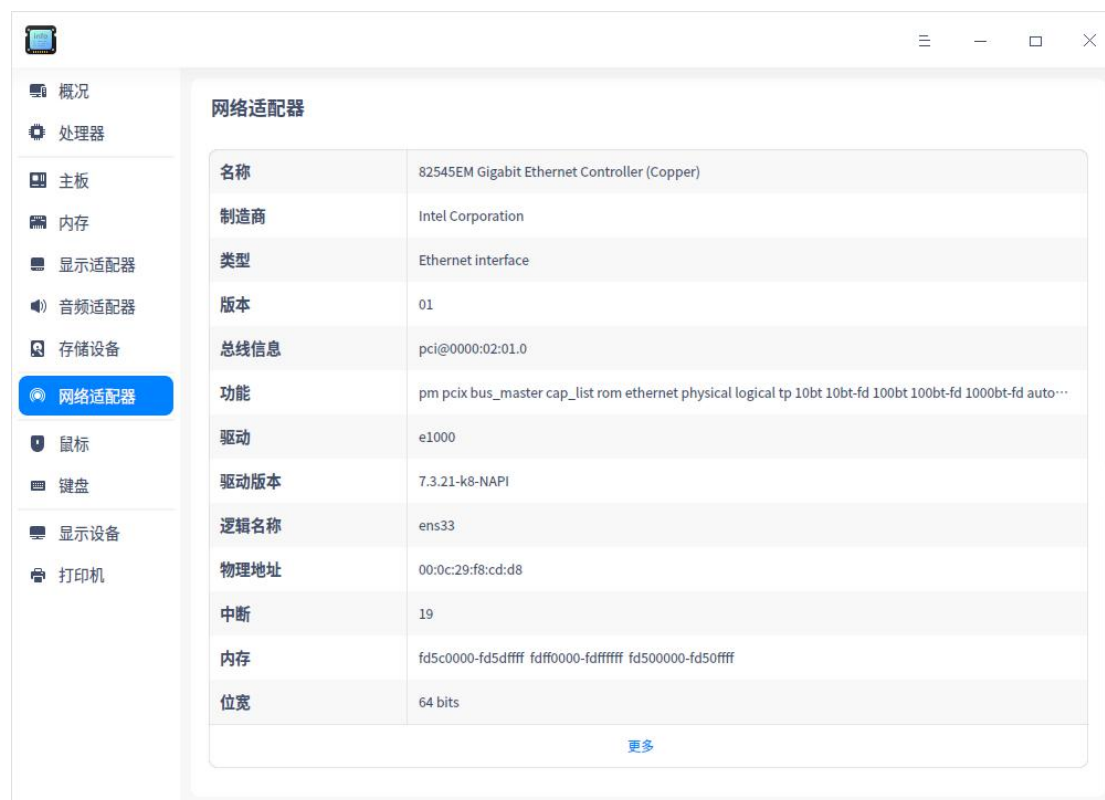 概况
处理器
主板
内存
显示适配器
音频适配器
存储设备
网络适配器
鼠标
键盘
显示设备
打印机
网络适配器
名称 82545EM Gigabit Ethernet Controller (Copper)
制造商 Intel Corporation
类型 Ethernet interface
版本 01
总线信息 pci@0000:02:01.0
功能 pm pcix bus_master cap_list rom ethernet physical logical tp 10bt 10bt-fd 100bt 100bt-fd 1000bt-fd auto···
驱动 e1000
驱动版本 7.3.21-k8-NAPI
逻辑名称 ens33
物理地址 00:0c:29:f8:cd:d8
中断 19
内存 fd5c0000-fd5dffff fdff0000-fdffffff fd500000-fd50ffff
位宽 64 bits
更多